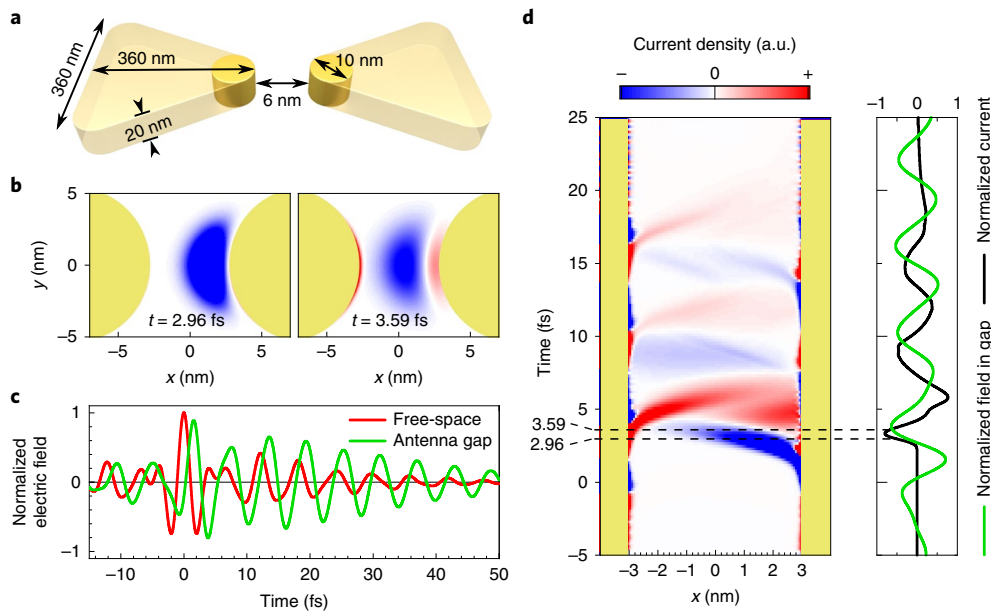 a
360 nm
360 nm
20 nm
6 nm
10 nm
b
5
0
−5
y (nm)
t = 2.96 fs
t = 3.59 fs
−5
0
5
−5
0
5
x (nm)
x (nm)
c
1
0
−1
Normalized
electric field
Free-space
Antenna gap
−10
0
10
20
30
40
50
Time (fs)
d
Current density (a.u.)
−
0
+
25
20
15
10
5
3.59
2.96
0
−5
Time (fs)
−3
−2
−1
0
1
2
3
x (nm)
−1
0
1
Normalized field in gap
Normalized current